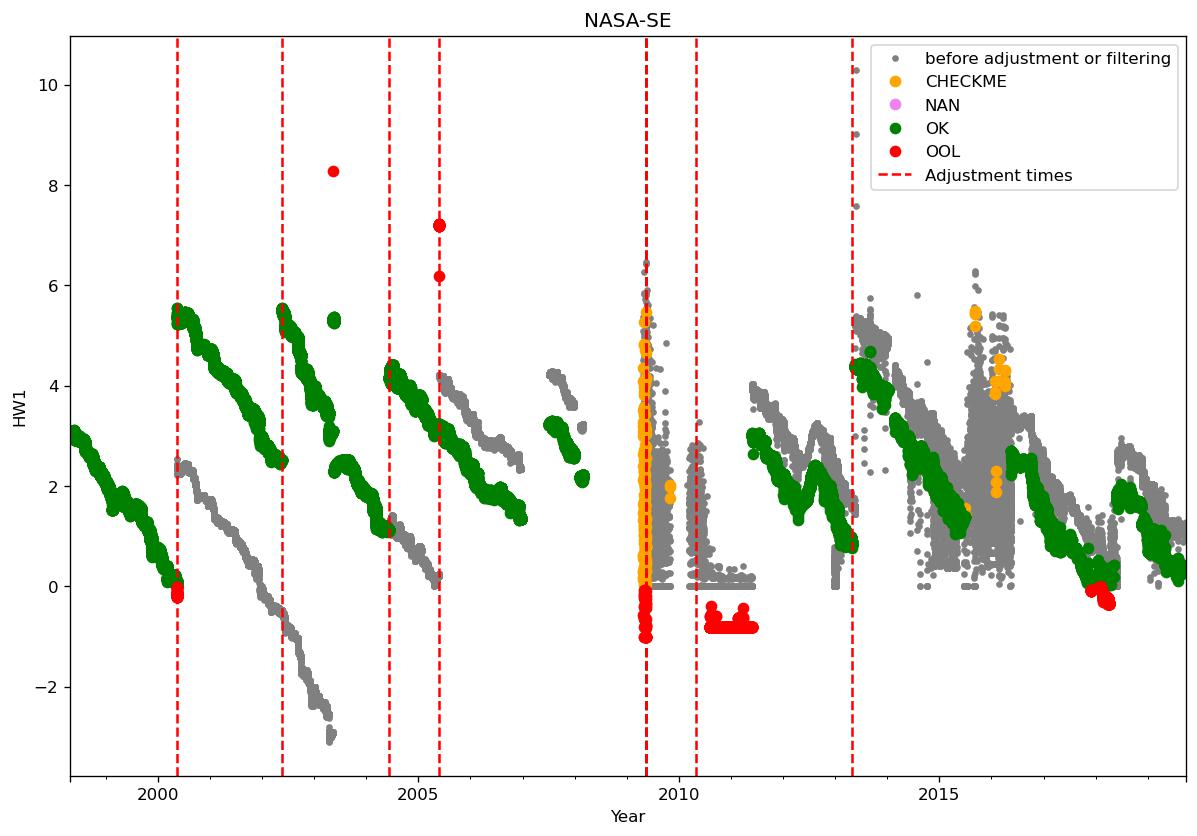 NASA-SE
HW1
10
8
6
4
2
0
−2
before adjustment or filtering
CHECKME
NAN
OK
OOL
Adjustment times
2000
2005
2010
2015
Year